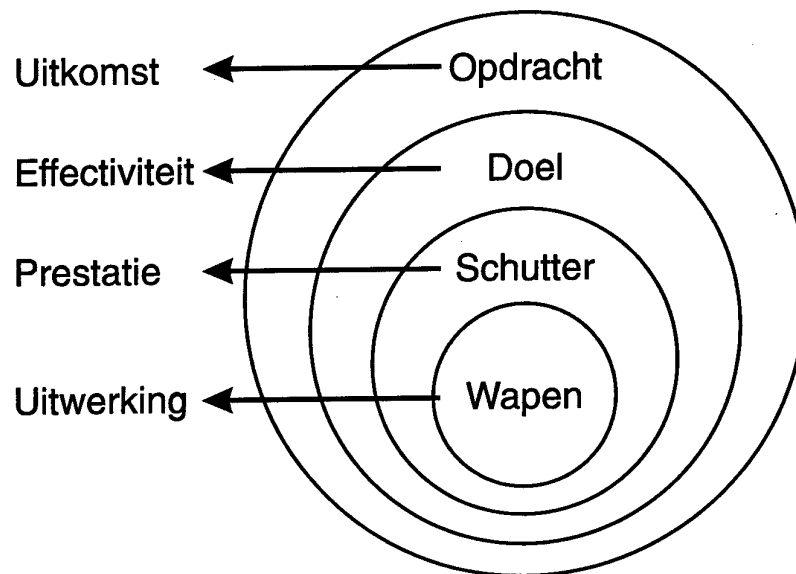 Uitkomst Opdracht
Effectiviteit Doel
Prestatie Schutter
Uitwerking Wapen